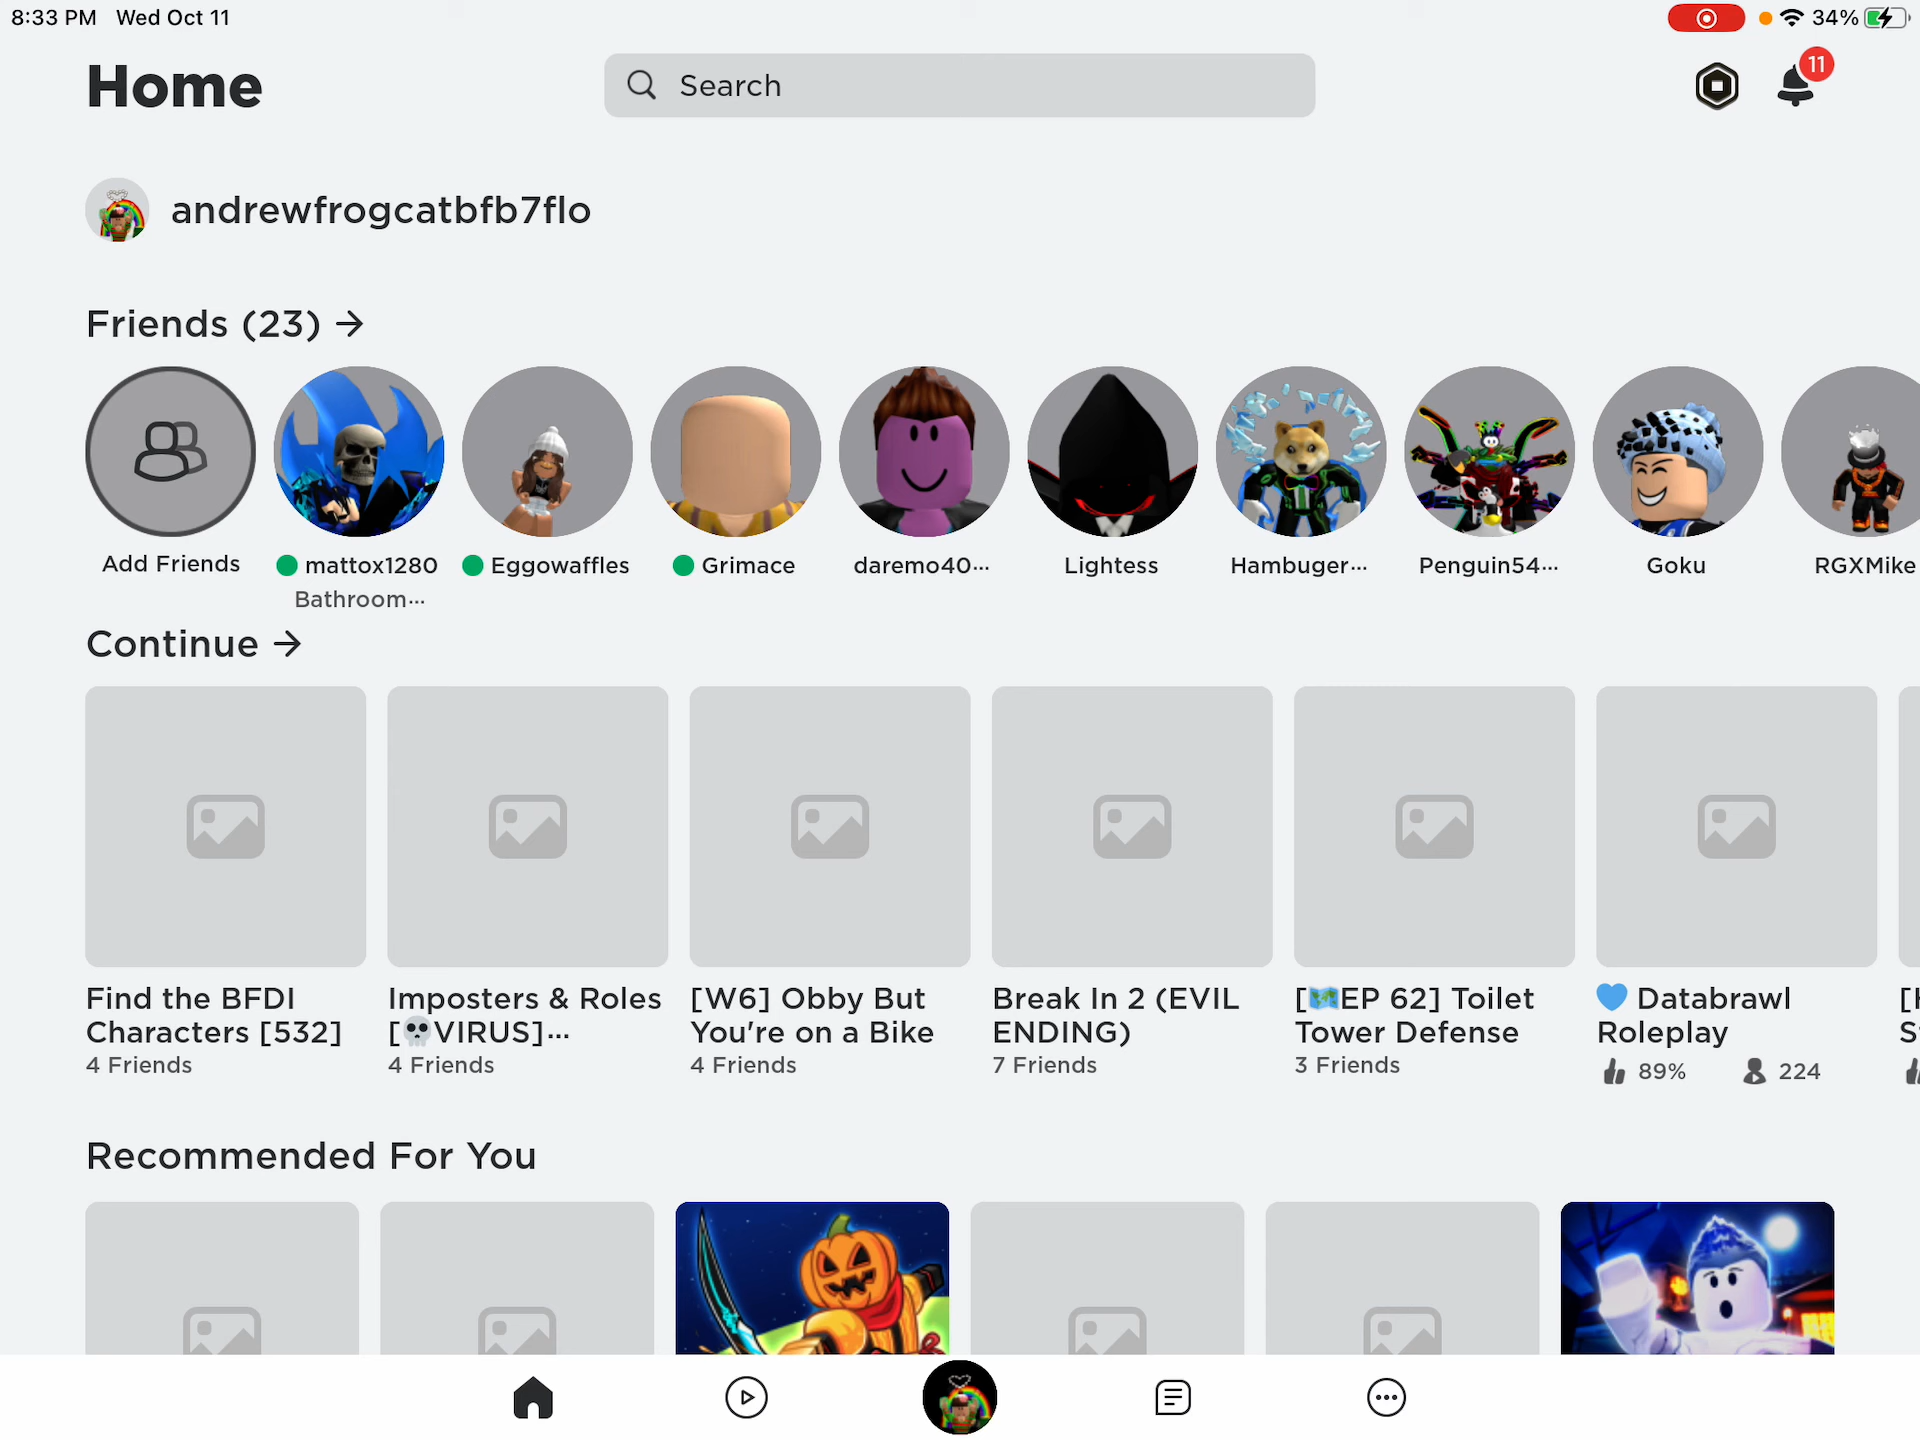 8:33 PM Wed Oct 11
34%
Home
Search
11
andrewfrogcatbfb7flo
Friends (23) →
Add Friends
mattox1280
Eggowaffles
Grimace
daremo40...
Lightess
Hambuger...
Penguin54...
Goku
RGXMike
Bathroom...
Continue →
Find the BFDI
Characters [532]
4 Friends
Imposters & Roles
[💀VIRUS]...
4 Friends
[W6] Obby But
You're on a Bike
4 Friends
Break In 2 (EVIL
ENDING)
7 Friends
[🗺️EP 62] Toilet
Tower Defense
3 Friends
💙 Databrawl
Roleplay
89% 224
Recommended For You